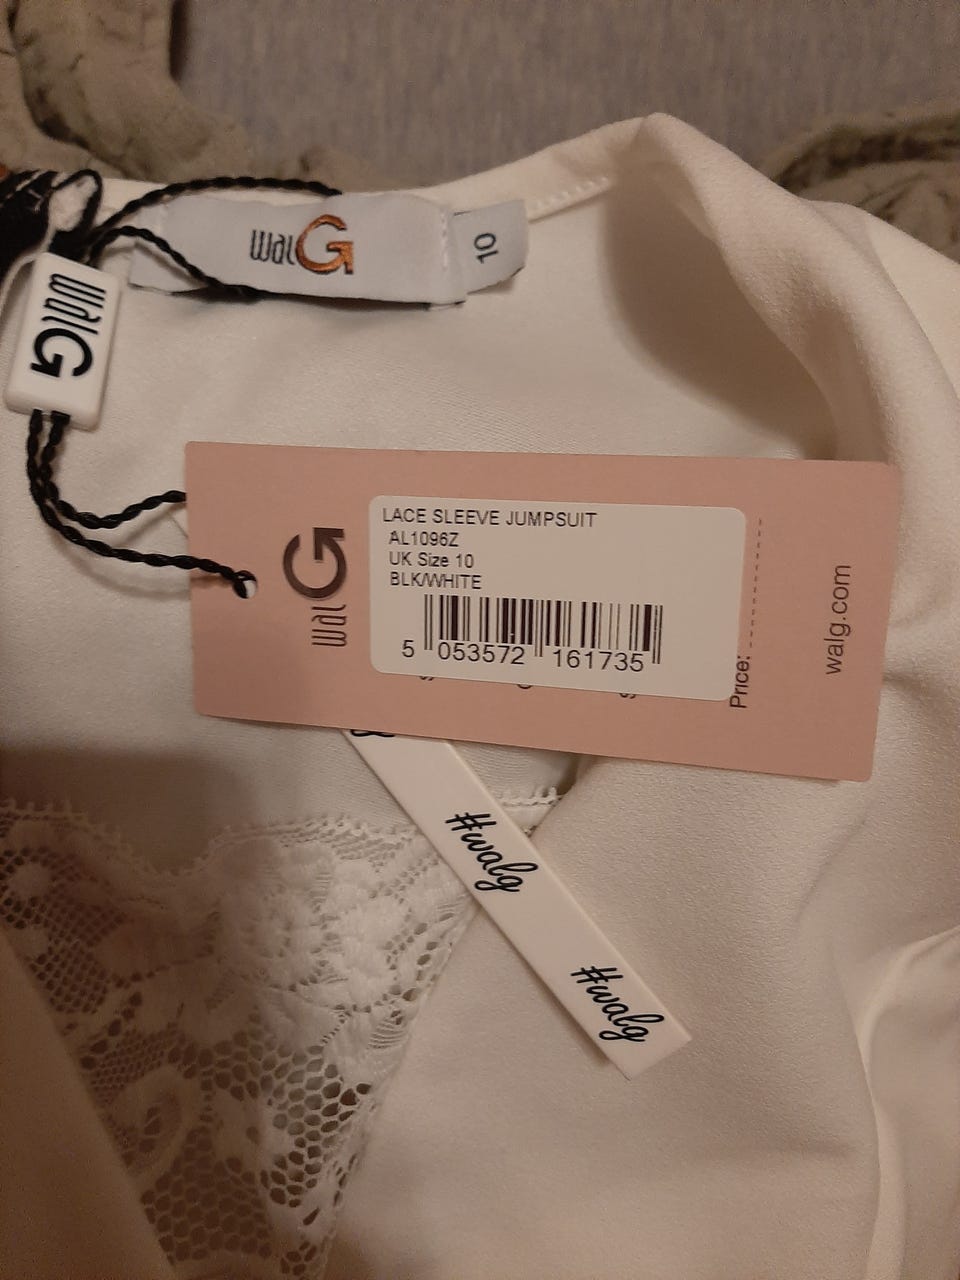 walG
10
walG
walG
LACE SLEEVE JUMPSUIT
AL1096Z
UK Size 10
BLK/WHITE
5 053572 161735
Price:
walg.com
#walg
#walg